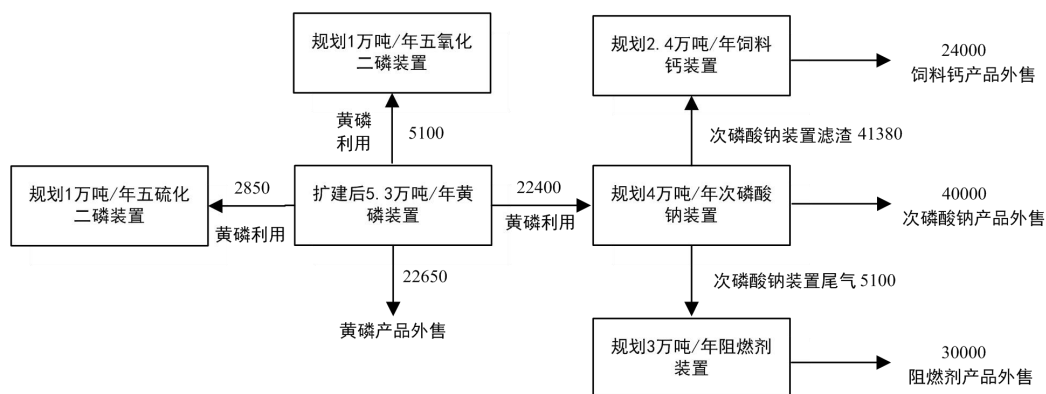 规划1万吨/年五氧化
二磷装置
规划2.4万吨/年饲料
钙装置
24000
饲料钙产品外售
黄磷
利用
5100
次磷酸钠装置滤渣 41380
规划1万吨/年五硫化
二磷装置
2850
黄磷利用
扩建后5.3万吨/年黄
磷装置
22400
黄磷利用
规划4万吨/年次磷酸
钠装置
40000
次磷酸钠产品外售
22650
黄磷产品外售
次磷酸钠装置尾气 5100
规划3万吨/年阻燃剂
装置
30000
阻燃剂产品外售